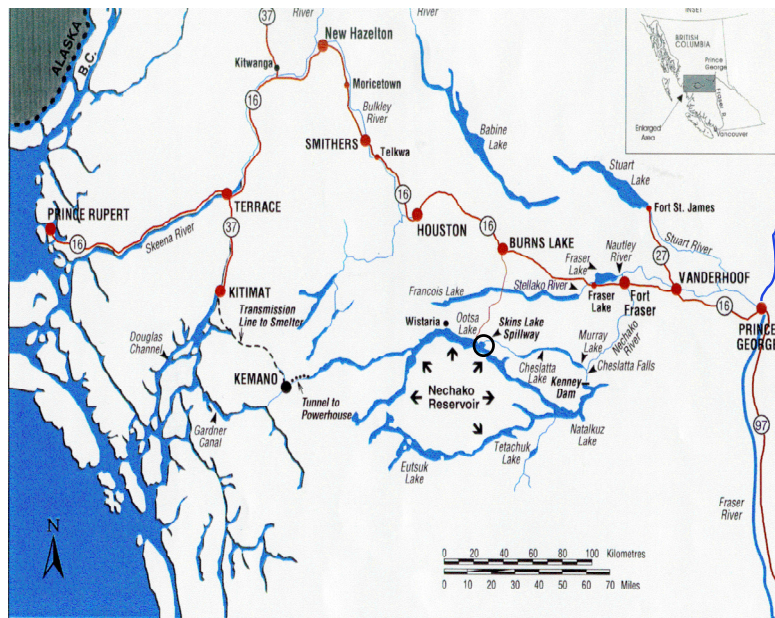 INSET
BRITISH
COLUMBIA
Prince
George
Fraser R.
Enlarged
Area
Vancouver
ALASKA
B.C.
37
River
New Hazelton
River
Kitwanga
Moricetown
16
Bulkley
River
SMITHERS
Telkwa
Babine
Lake
Stuart
Lake
16
Fort St. James
TERRACE
PRINCE RUPERT
Skeena River
16
37
HOUSTON
16
BURNS LAKE
Nautley
River
Stuart River
27
Fraser
Lake
Stellako River
VANDERHOOF
KITIMAT
Francois Lake
Fraser
Lake
Fort
Fraser
16
PRINCE
GEORGE
Transmission
Line to Smelter
Ootsa
Lake
Skins Lake
Spillway
Wistaria
Murray
Lake
Nechako
River
Douglas
Channel
Cheslatta
Lake
Cheslatta Falls
KEMANO
Kenney
Dam
Tunnel to
Powerhouse
Nechako
Reservoir
Gardner
Canal
Natalkuz
Lake
97
Tetachuk
Lake
Eutsuk
Lake
Fraser
River
N
0 20 40 60 80 100 Kilometres
0 10 20 30 40 50 60 70 Miles